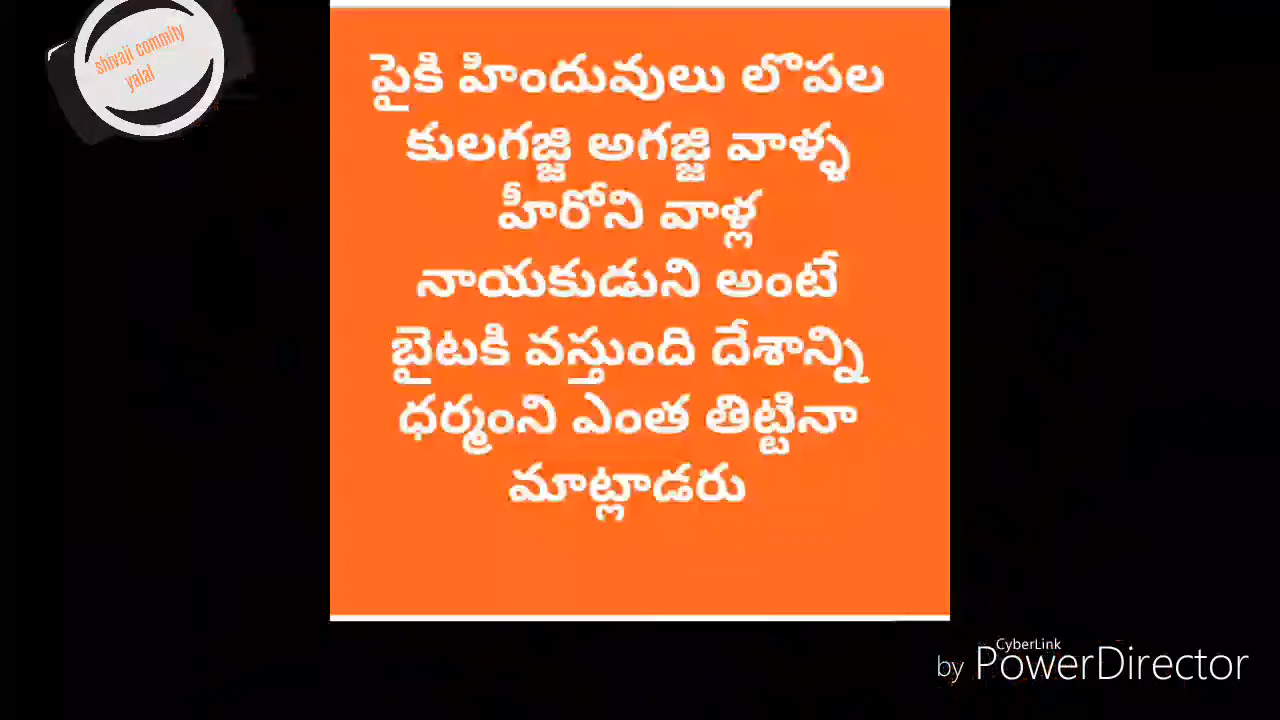 shivaji commity
yalal
పైకి హిందువులు లొపల
కులగజ్జి అగజ్జి వాళ్ళ
హీరోని వాళ్ల
నాయకుడుని అంటే
బైటకి వస్తుంది దేశాన్ని
ధర్మంని ఎంత తిట్టినా
మాట్లాడరు
CyberLink
by PowerDirector